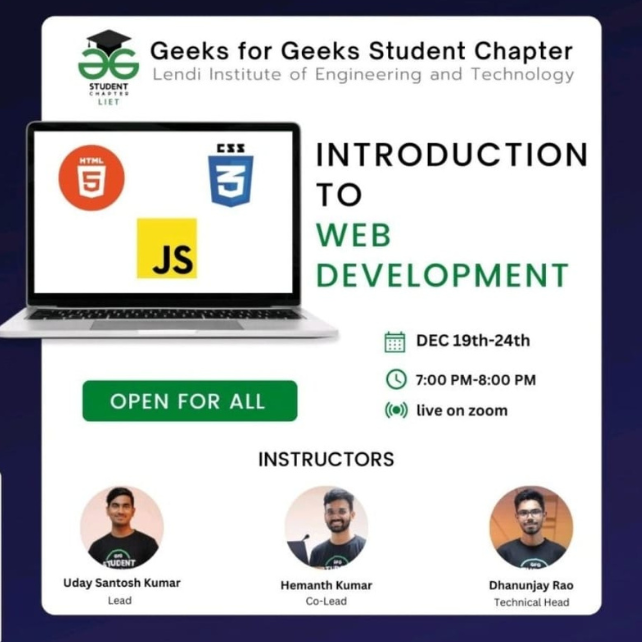 Geeks for Geeks Student Chapter
Lendi Institute of Engineering and Technology
STUDENT
CHAPTER
LIET
HTML
5
CSS
3
JS
INTRODUCTION
TO
WEB
DEVELOPMENT
DEC 19th-24th
7:00 PM-8:00 PM
live on zoom
OPEN FOR ALL
INSTRUCTORS
STUDENT
Uday Santosh Kumar
Lead
Hemanth Kumar
Co-Lead
Dhanunjay Rao
Technical Head